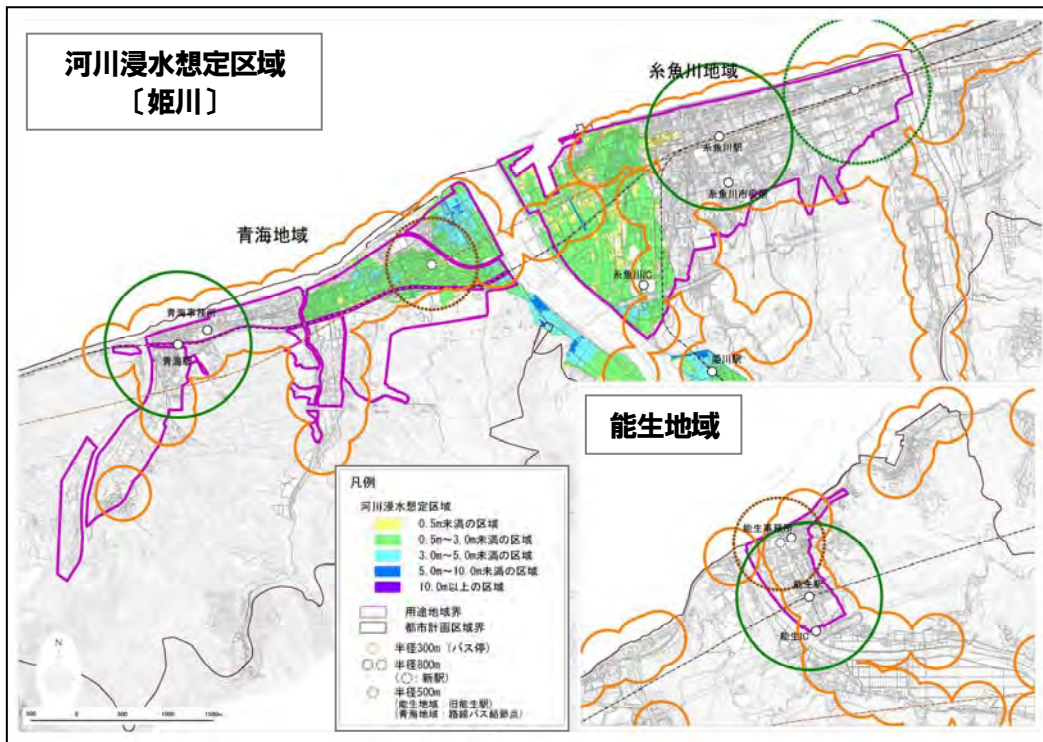 河川浸水想定区域
〔姫川〕
糸魚川地域
糸魚川駅
糸魚川市役所
青海地域
糸魚川IC
青海事務所
青海駅
姫川駅
能生地域
能生事務所
能生駅
能生IC
凡例
河川浸水想定区域
0.5m未満の区域
0.5m～3.0m未満の区域
3.0m～5.0m未満の区域
5.0m～10.0m未満の区域
10.0m以上の区域
用途地域界
都市計画区域界
半径300m（バス停）
半径800m
（◌：新駅）
半径500m
（能生地域：旧能生駅）
（青海地域：路線バス結節点）
N
500 0 500 1000 1500m